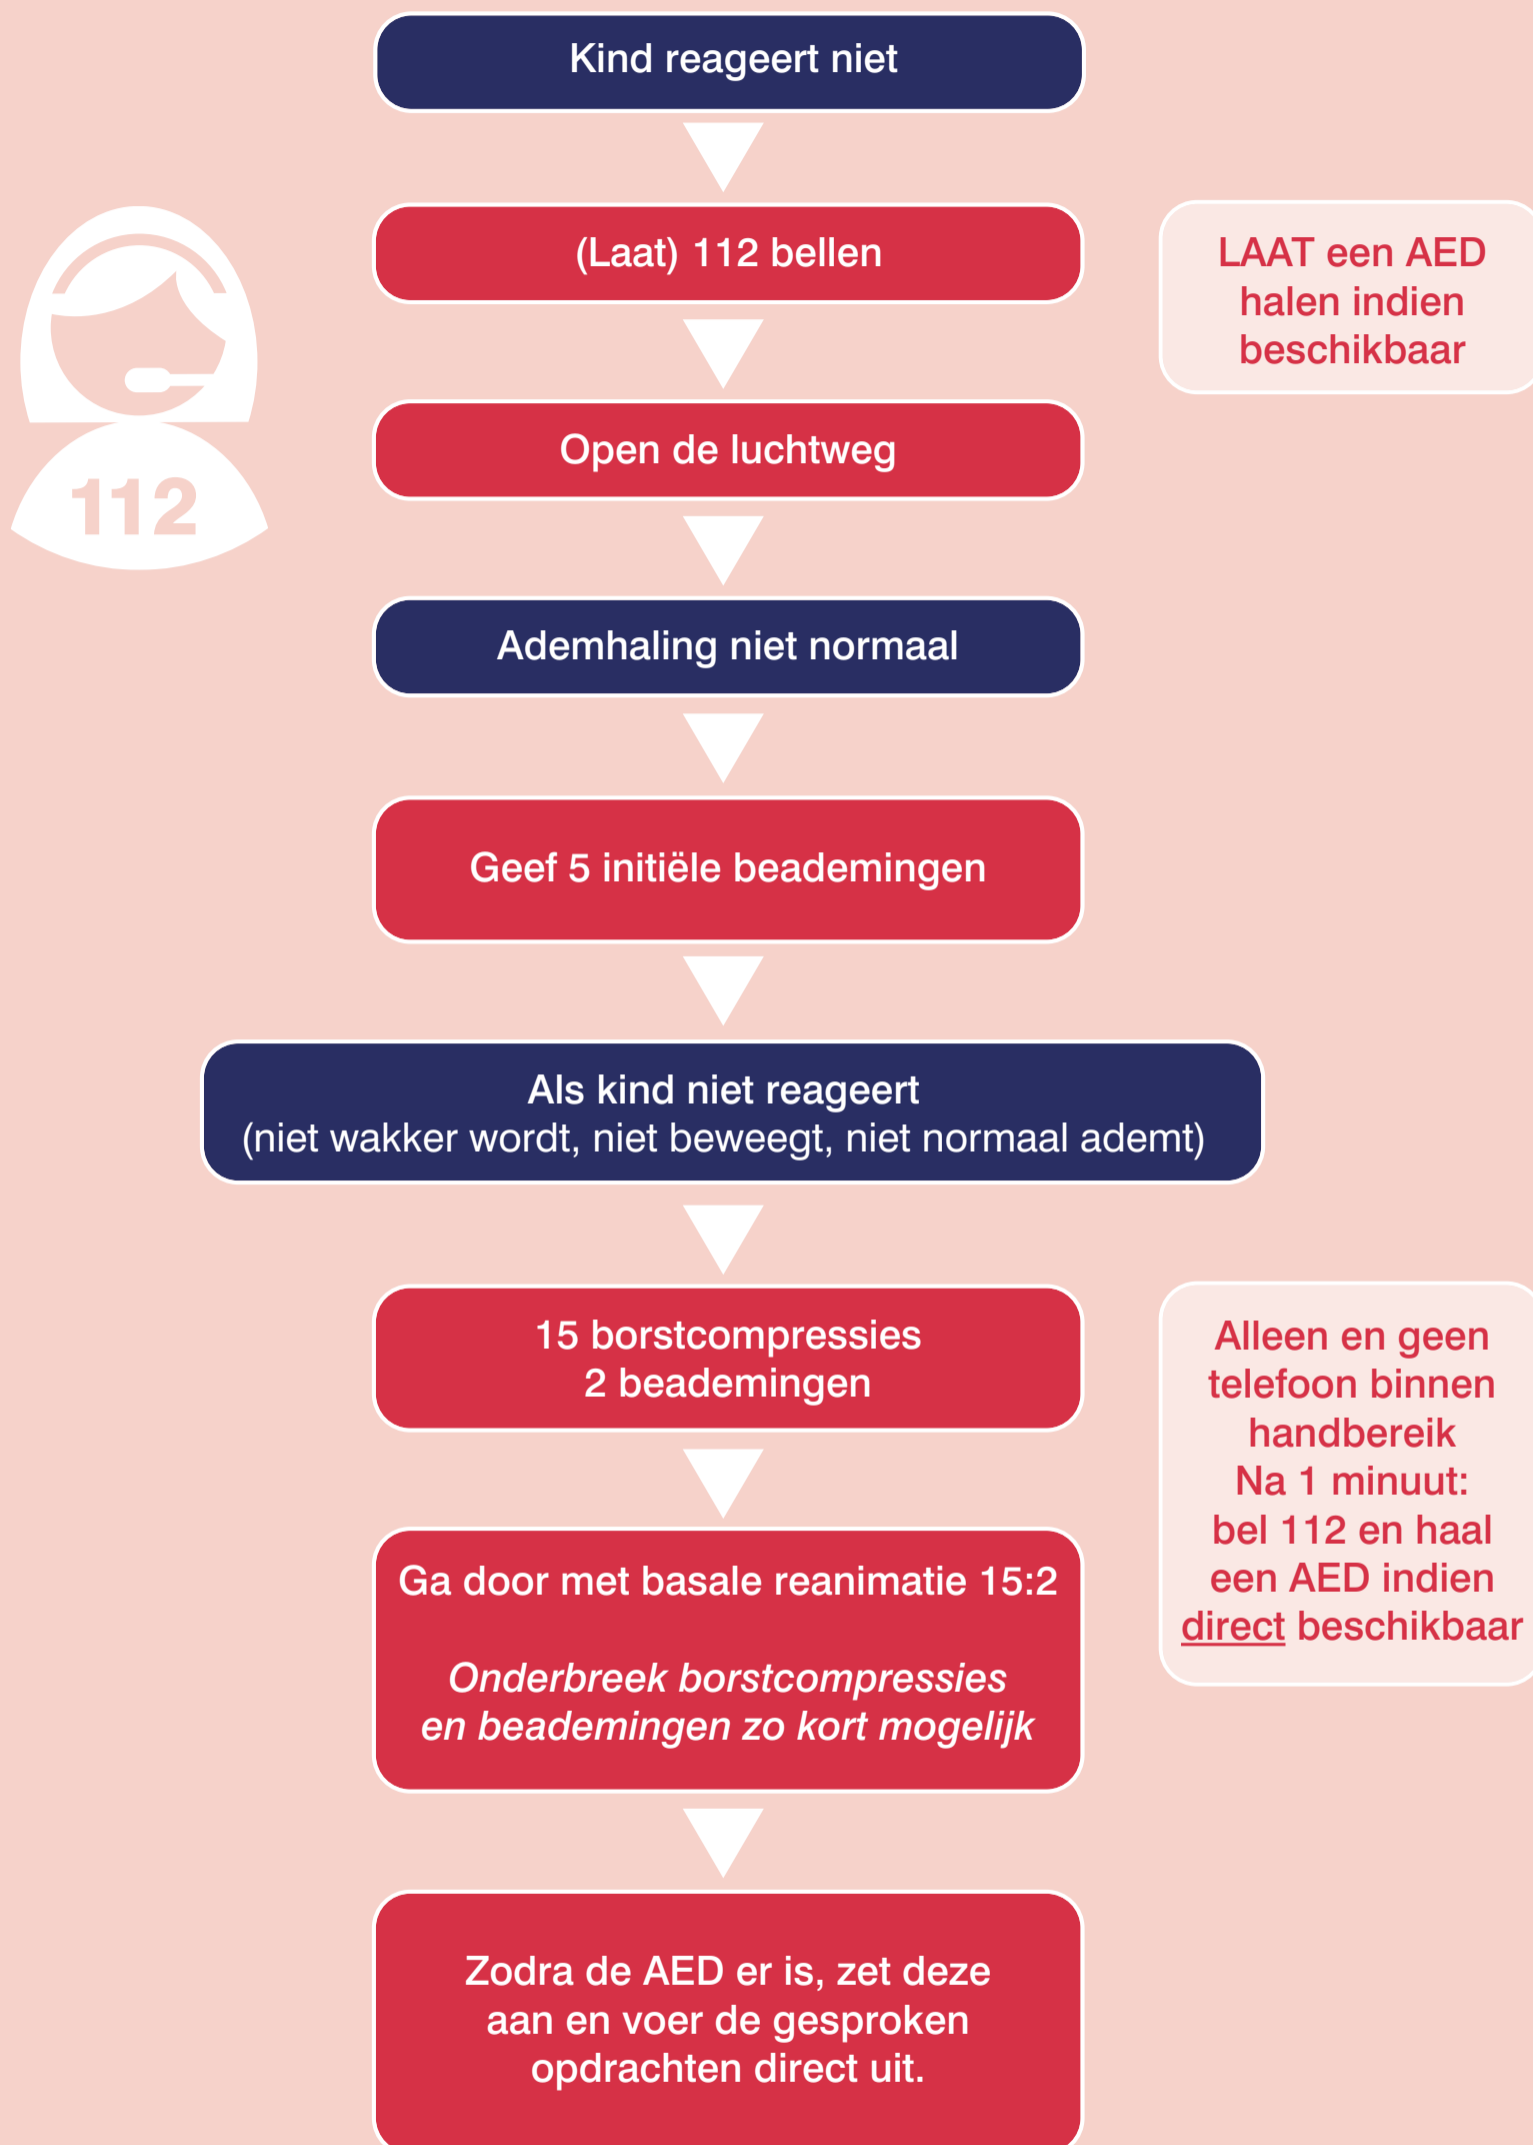 Kind reageert niet
(Laat) 112 bellen
LAAT een AED
halen indien
beschikbaar
112
Open de luchtweg
Ademhaling niet normaal
Geef 5 initiële beademingen
Als kind niet reageert
(niet wakker wordt, niet beweegt, niet normaal ademt)
15 borstcompressies
2 beademingen
Alleen en geen
telefoon binnen
handbereik
Na 1 minuut:
bel 112 en haal
een AED indien
direct beschikbaar
Ga door met basale reanimatie 15:2
Onderbreek borstcompressies
en beademingen zo kort mogelijk
Zodra de AED er is, zet deze
aan en voer de gesproken
opdrachten direct uit.